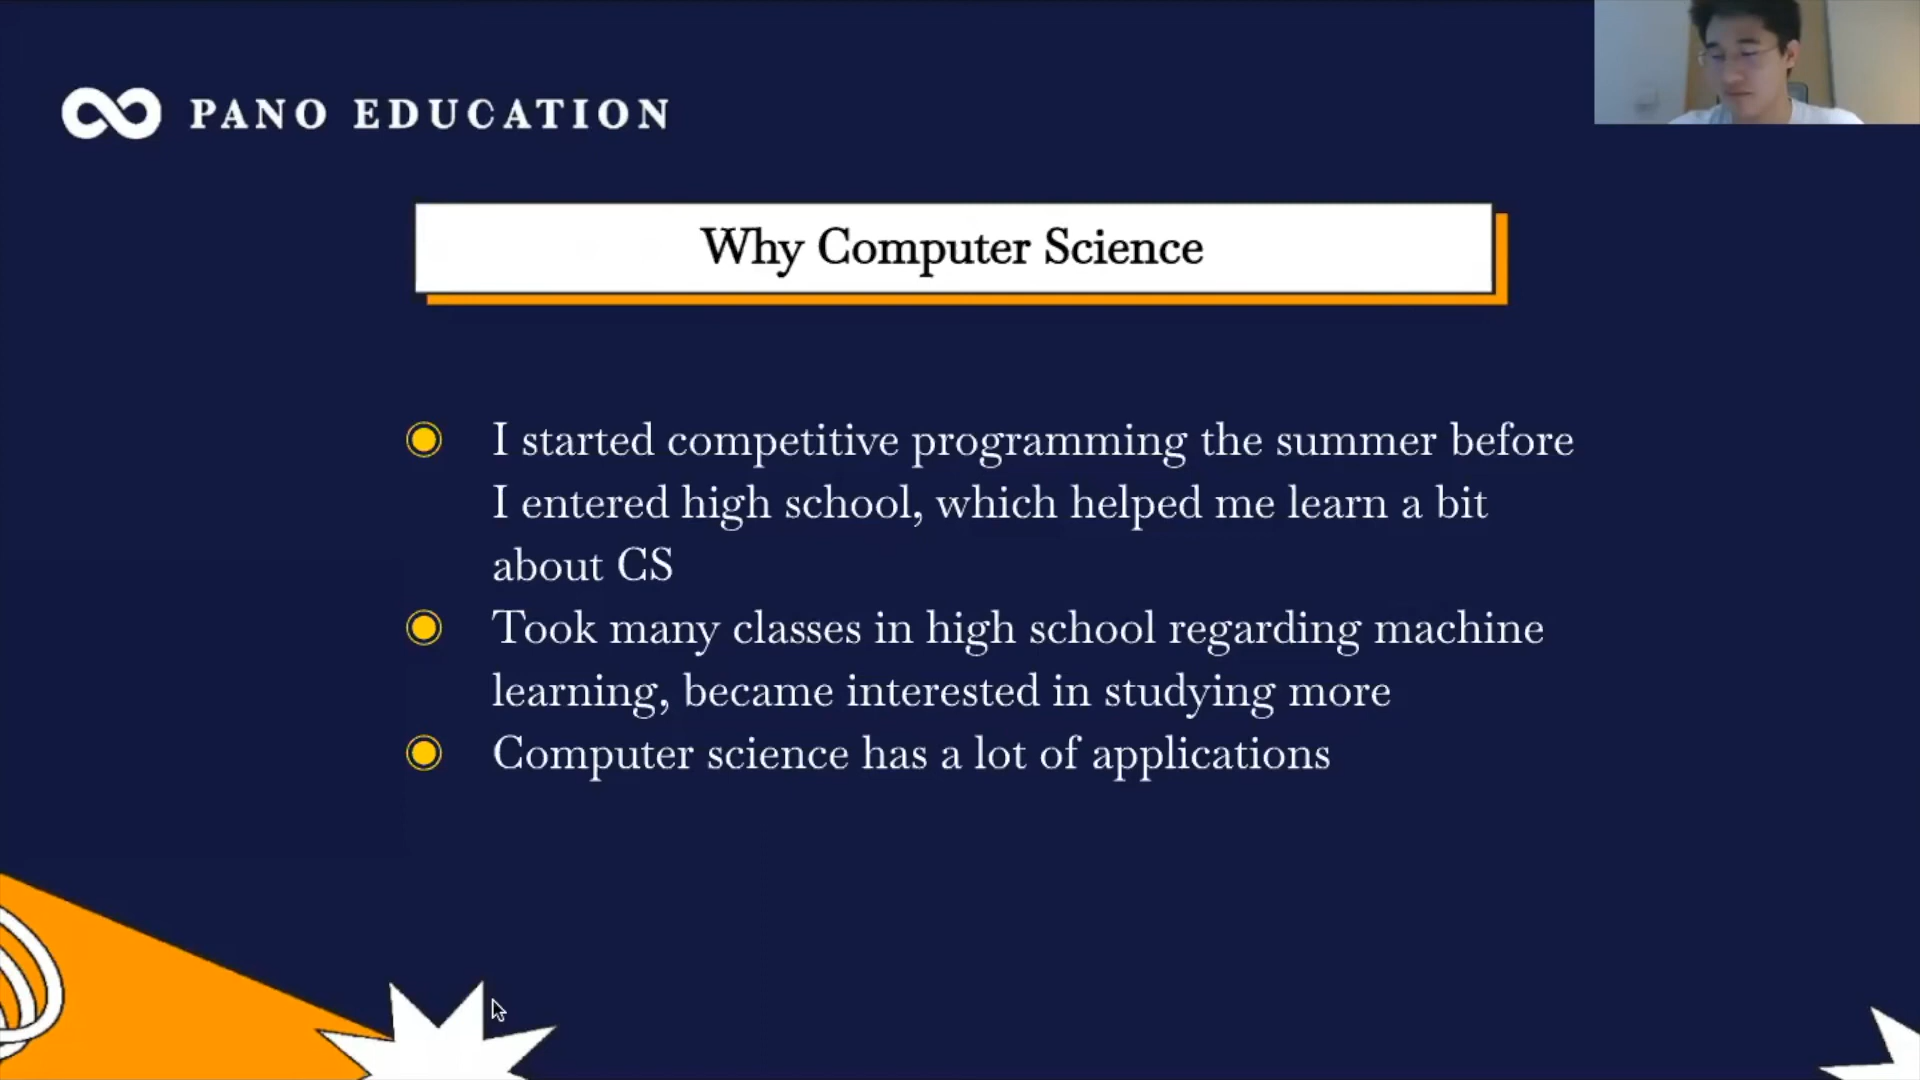 PANO EDUCATION
Why Computer Science
I started competitive programming the summer before
I entered high school, which helped me learn a bit
about CS
Took many classes in high school regarding machine
learning, became interested in studying more
Computer science has a lot of applications